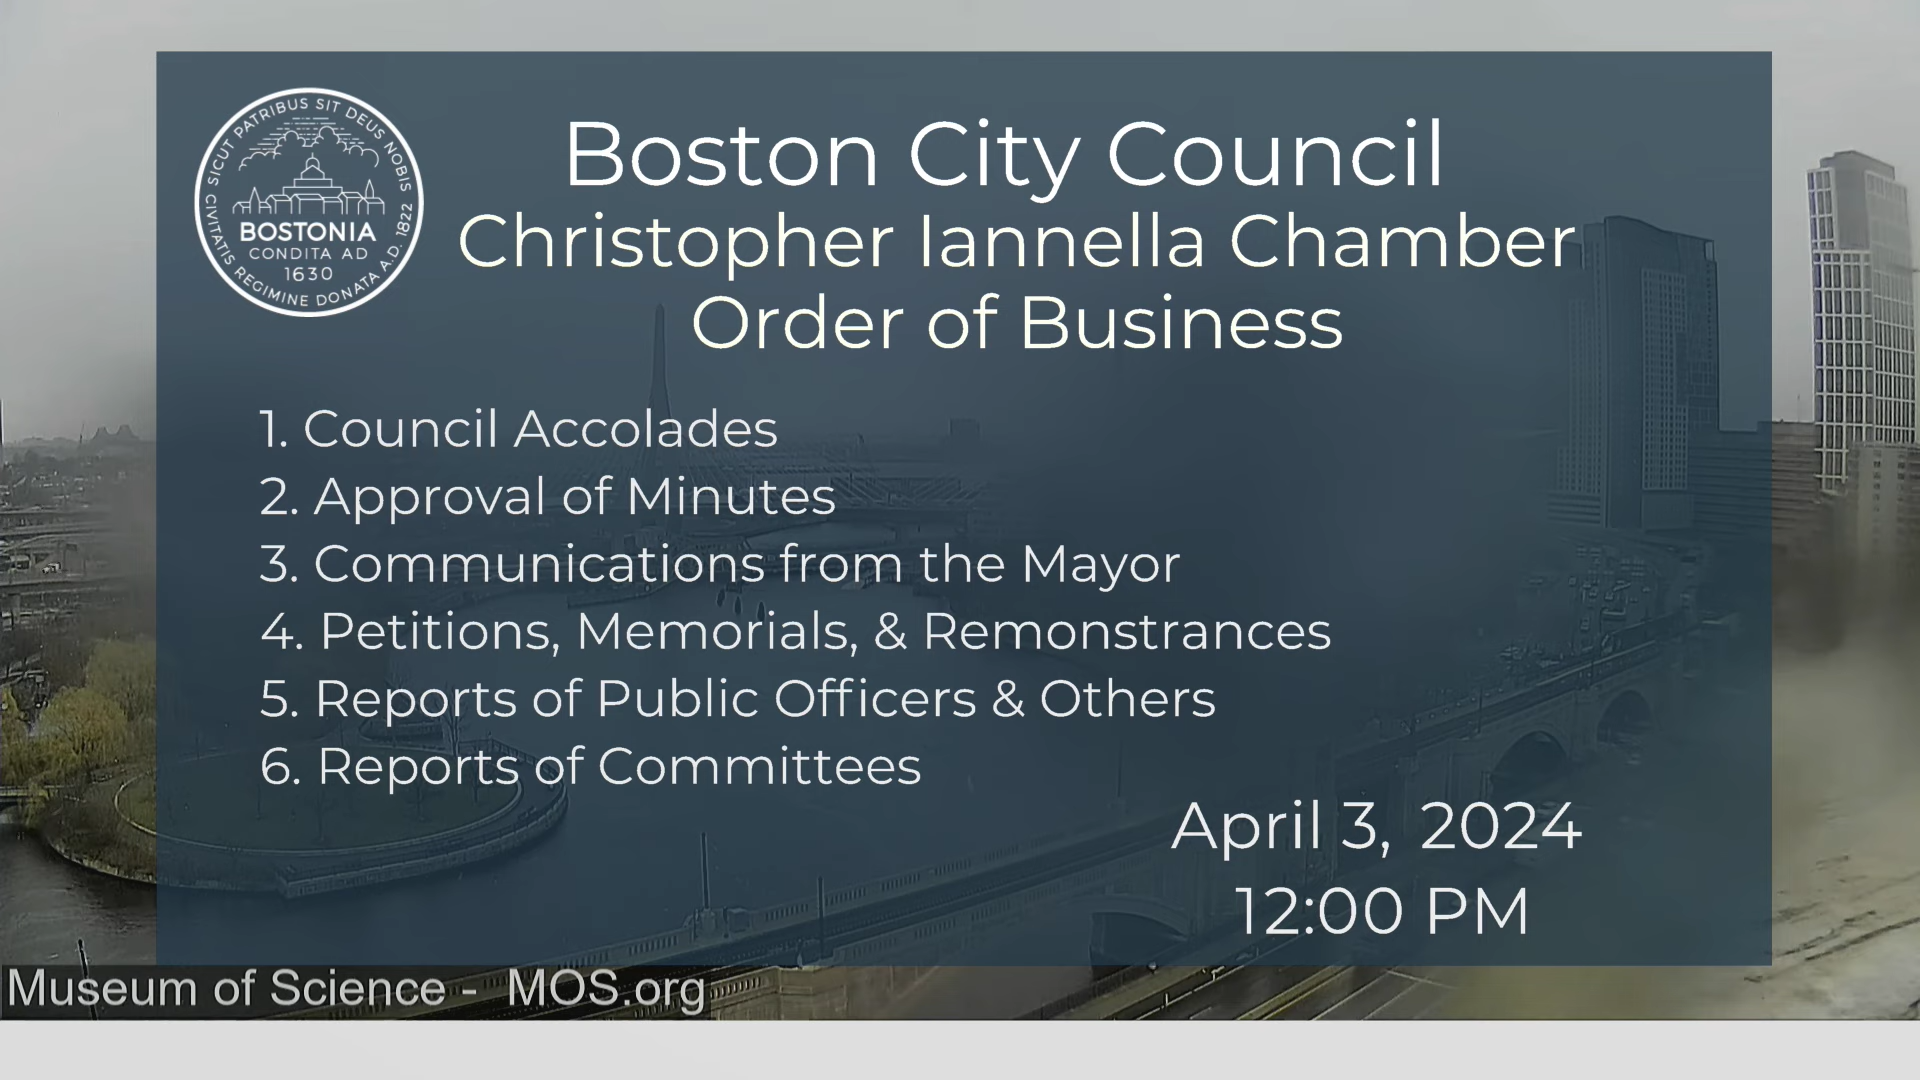 SICUT PATRIBUS SIT DEUS NOBIS
CIVITATIS REGIMINE DONATA A.D. 1822
BOSTONIA
CONDITA AD
1630
Boston City Council
Christopher Iannella Chamber
Order of Business
1. Council Accolades
2. Approval of Minutes
3. Communications from the Mayor
4. Petitions, Memorials, & Remonstrances
5. Reports of Public Officers & Others
6. Reports of Committees
April 3, 2024
12:00 PM
Museum of Science - MOS.org